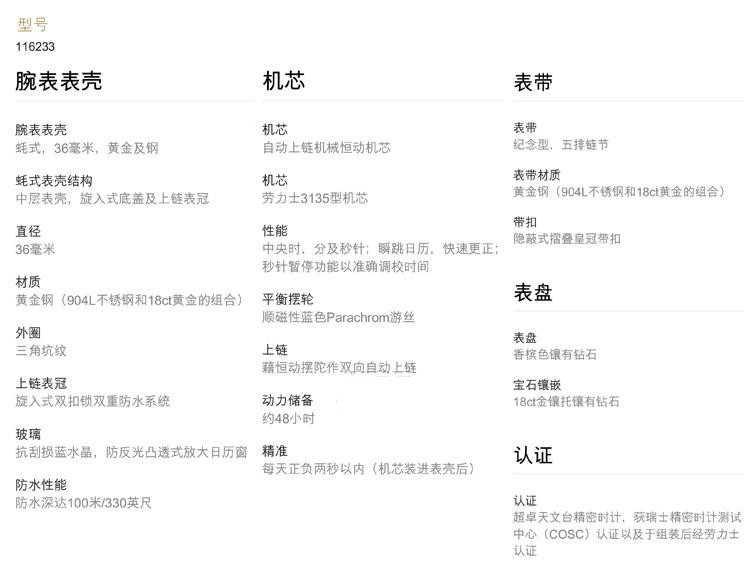 型号
116233
腕表表壳
腕表表壳
蚝式，36毫米，黄金及钢
蚝式表壳结构
中层表壳，旋入式底盖及上链表冠
直径
36毫米
材质
黄金钢（904L不锈钢和18ct黄金的组合）
外圈
三角坑纹
上链表冠
旋入式双扣锁双重防水系统
玻璃
抗刮损蓝水晶，防反光凸透式放大日历窗
防水性能
防水深达100米/330英尺
机芯
机芯
自动上链机械恒动机芯
机芯
劳力士3135型机芯
性能
中央时、分及秒针；瞬跳日历，快速更正；
秒针暂停功能以准确调校时间
平衡摆轮
顺磁性蓝色Parachrom游丝
上链
藉恒动摆陀作双向自动上链
动力储备
约48小时
精准
每天正负两秒以内（机芯装进表壳后）
表带
表带
纪念型，五排链节
表带材质
黄金钢（904L不锈钢和18ct黄金的组合）
带扣
隐蔽式摺叠皇冠带扣
表盘
表盘
香槟色镶有钻石
宝石镶嵌
18ct金镶托镶有钻石
认证
认证
超卓天文台精密时计，获瑞士精密时计测试
中心（COSC）认证以及于组装后经劳力士
认证